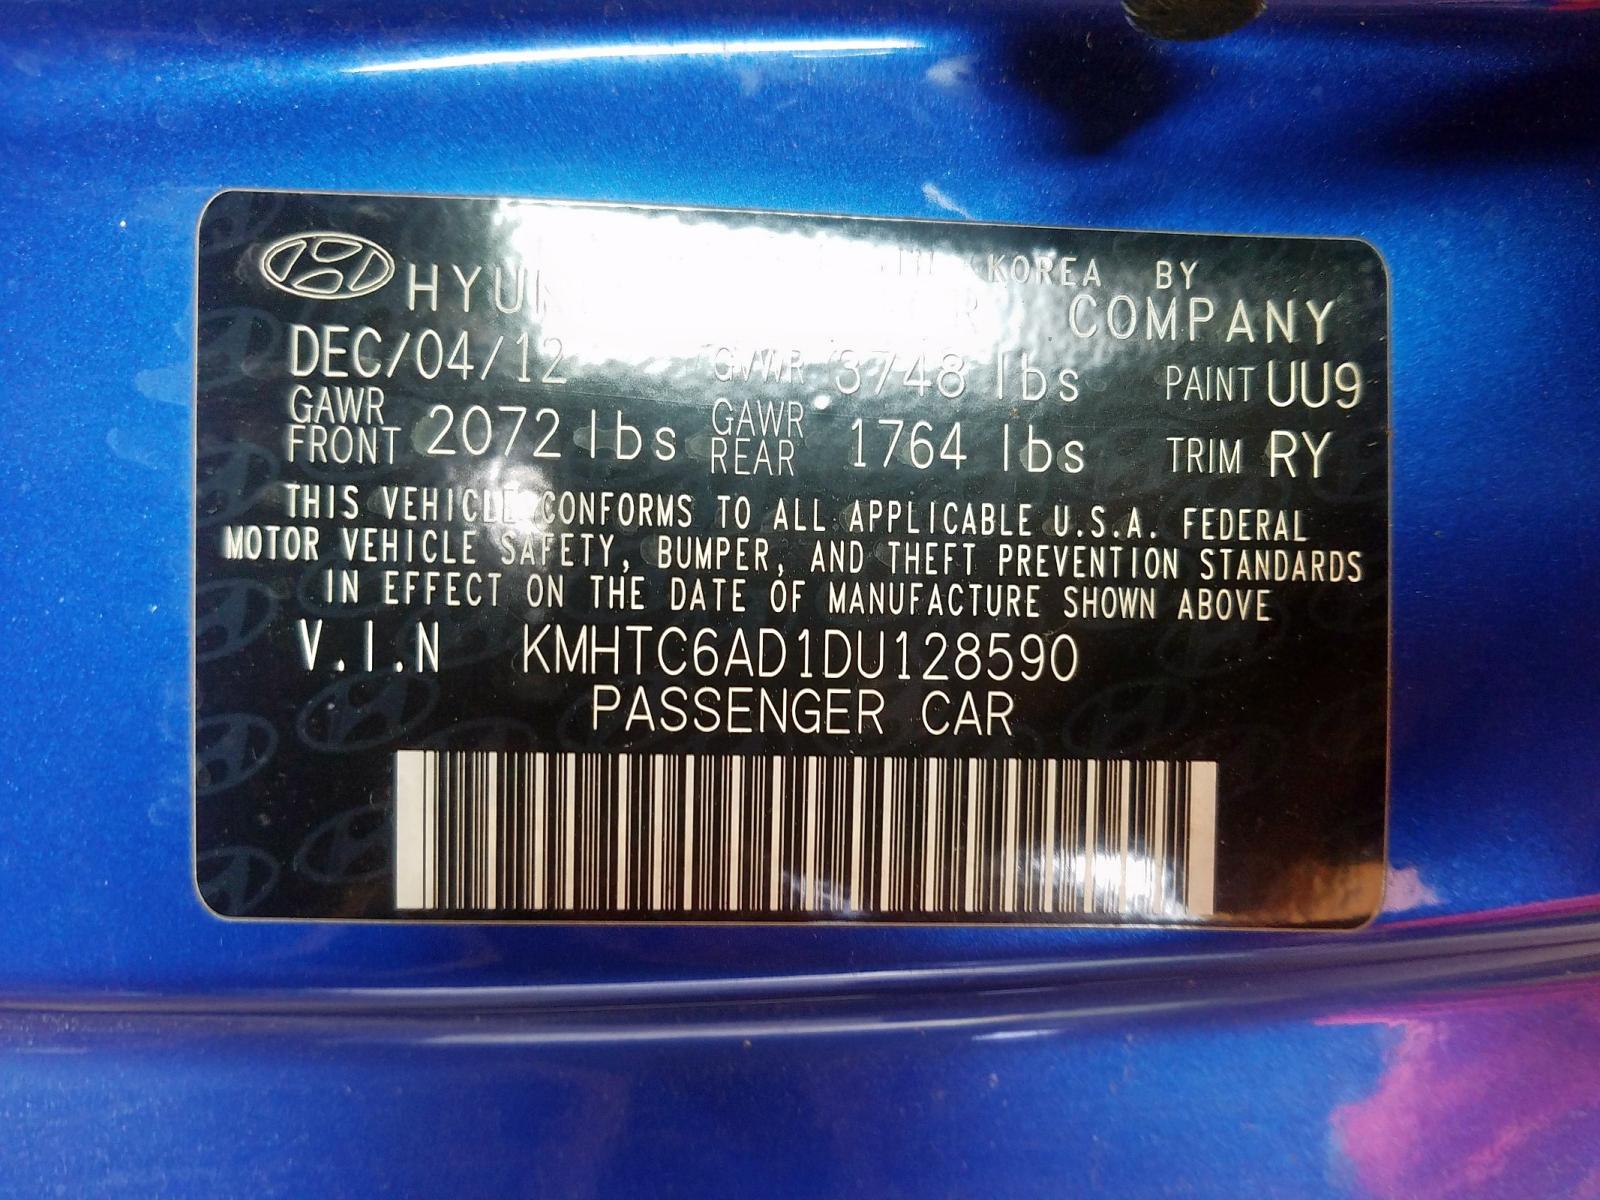 KOREA BY
COMPANY
DEC/04/12 GVWR 3748 lbs PAINT UU9
GAWR FRONT 2072 lbs GAWR REAR 1764 lbs TRIM RY
THIS VEHICLE CONFORMS TO ALL APPLICABLE U.S.A. FEDERAL
MOTOR VEHICLE SAFETY, BUMPER, AND THEFT PREVENTION STANDARDS
IN EFFECT ON THE DATE OF MANUFACTURE SHOWN ABOVE
V.I.N KMHTC6AD1DU128590
PASSENGER CAR